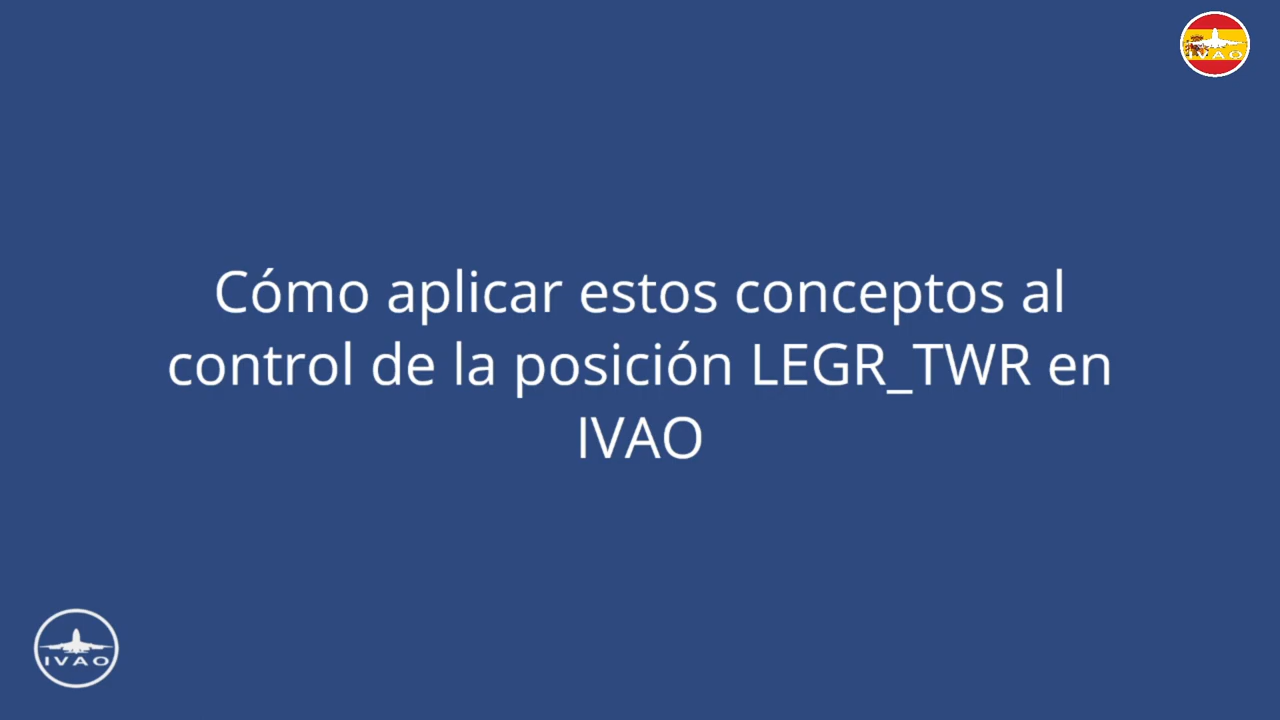 IVAO
Cómo aplicar estos conceptos al
control de la posición LEGR_TWR en
IVAO
IVAO